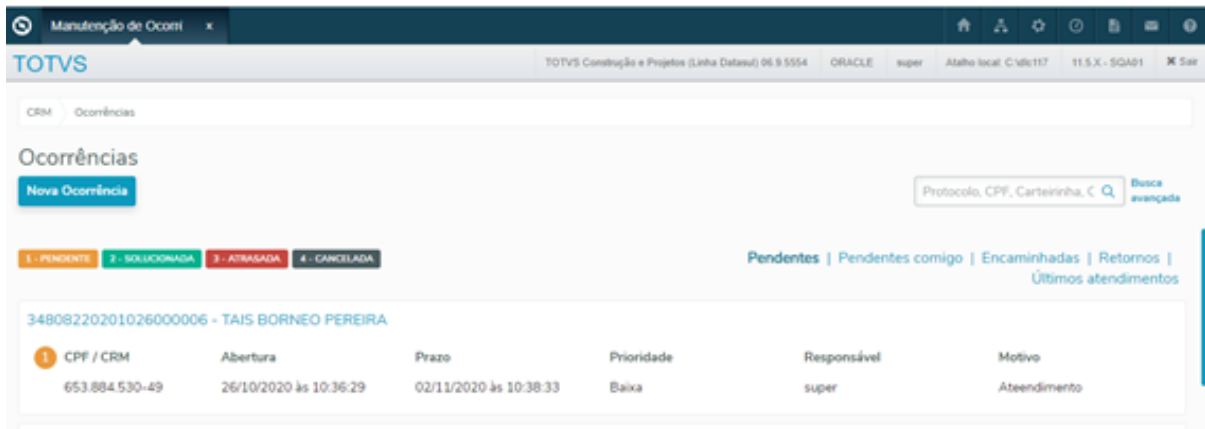 Manutenção de Ocorri x
TOTVS
TOTVS Construção e Projetos (Linha Datasul) 06.9.5554 ORACLE super Atalho local: C:\dlc117 11.5.X - SQA01 ✖ Sair
CRM Ocorrências
Ocorrências
Nova Ocorrência
Protocolo, CPF, Carteirinha, C
Busca
avançada
1 - PENDENTE 2 - SOLUCIONADA 3 - ATRASADA 4 - CANCELADA
Pendentes | Pendentes comigo | Encaminhadas | Retornos |
Últimos atendimentos
348082202010260000006 - TAIS BORNEO PEREIRA
1 CPF / CRM Abertura Prazo Prioridade Responsável Motivo
653.884.530-49 26/10/2020 às 10:36:29 02/11/2020 às 10:38:33 Baixa super Ateendimento